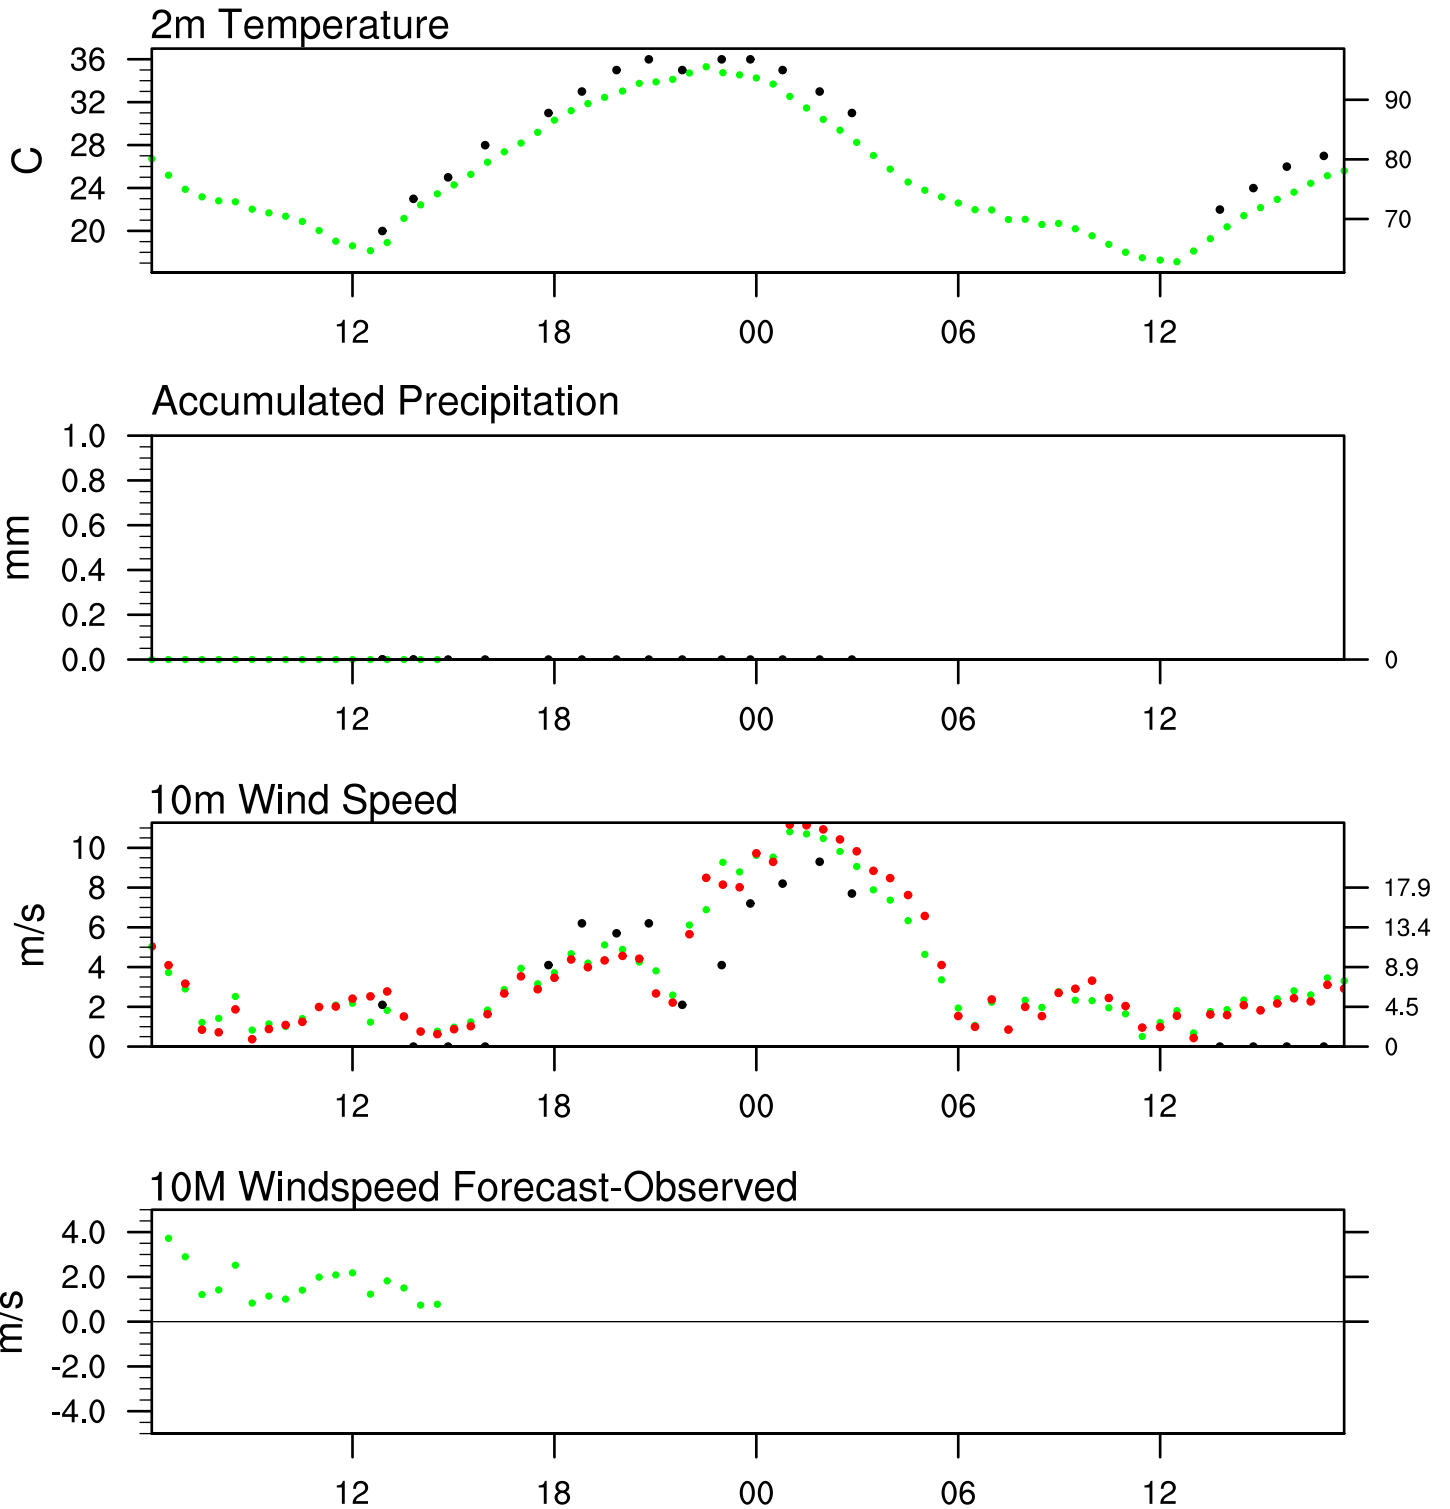 2m Temperature
36
32
28
24
20
C
90
80
70
12 18 00 06 12
Accumulated Precipitation
1.0
0.8
0.6
0.4
0.2
0.0
mm
0
12 18 00 06 12
10m Wind Speed
10
8
6
4
2
0
m/s
17.9
13.4
8.9
4.5
0
12 18 00 06 12
10M Windspeed Forecast-Observed
4.0
2.0
0.0
-2.0
-4.0
m/s
12 18 00 06 12